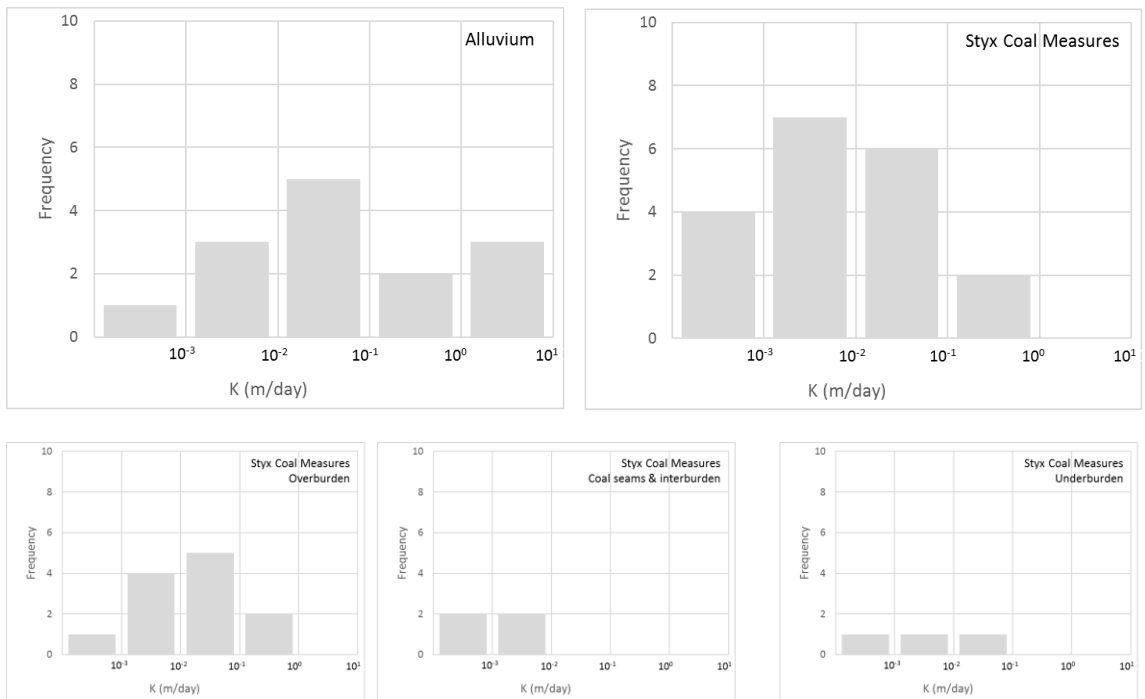 Alluvium
10
8
6
4
2
0
Frequency
10⁻³ 10⁻² 10⁻¹ 10⁰ 10¹
K (m/day)
Styx Coal Measures
10
8
6
4
2
0
Frequency
10⁻³ 10⁻² 10⁻¹ 10⁰ 10¹
K (m/day)
Styx Coal Measures
Overburden
10
8
6
4
2
0
Frequency
10⁻³ 10⁻² 10⁻¹ 10⁰ 10¹
K (m/day)
Styx Coal Measures
Coal seams & interburden
10
8
6
4
2
0
Frequency
10⁻³ 10⁻² 10⁻¹ 10⁰ 10¹
K (m/day)
Styx Coal Measures
Underburden
10
8
6
4
2
0
Frequency
10⁻³ 10⁻² 10⁻¹ 10⁰ 10¹
K (m/day)